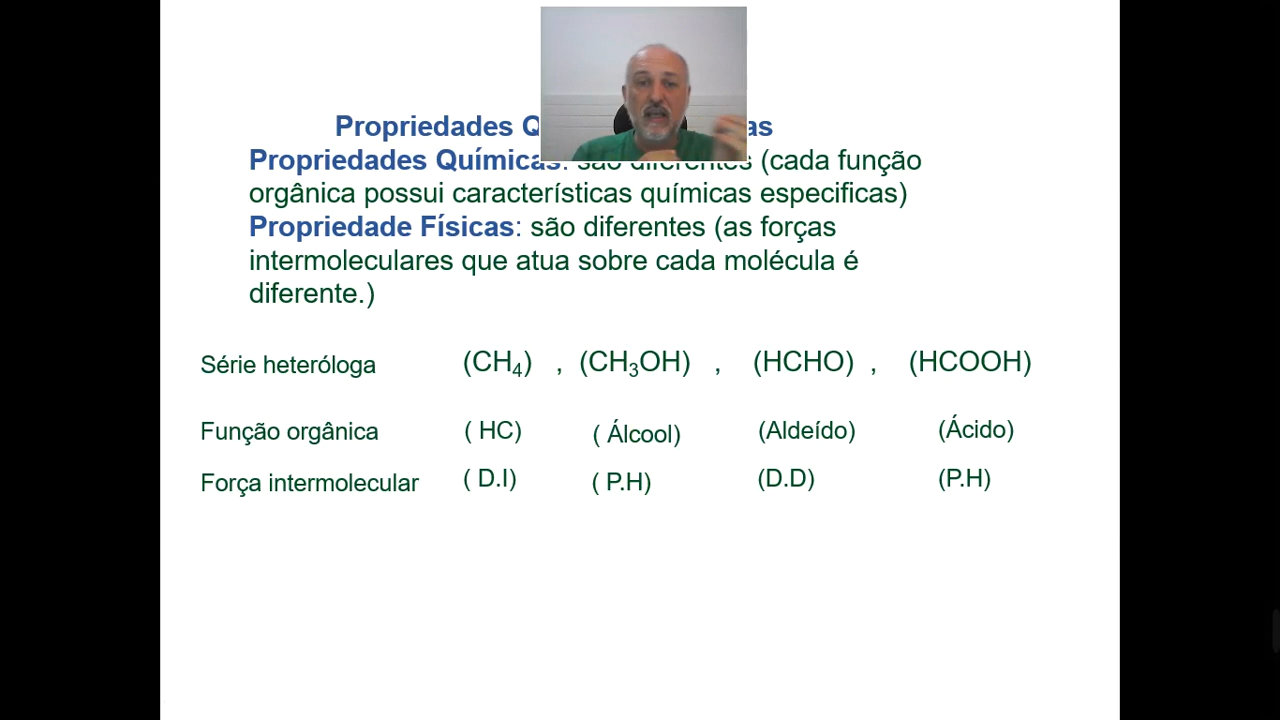 Propriedades
Propriedades Químicas: são diferentes (cada função
orgânica possui características químicas especificas)
Propriedade Físicas: são diferentes (as forças
intermoleculares que atua sobre cada molécula é
diferente.)
Série heteróloga (CH₄) , (CH₃OH) , (HCHO) , (HCOOH)
Função orgânica ( HC) ( Álcool) (Aldeído) (Ácido)
Força intermolecular ( D.I) ( P.H) (D.D) (P.H)